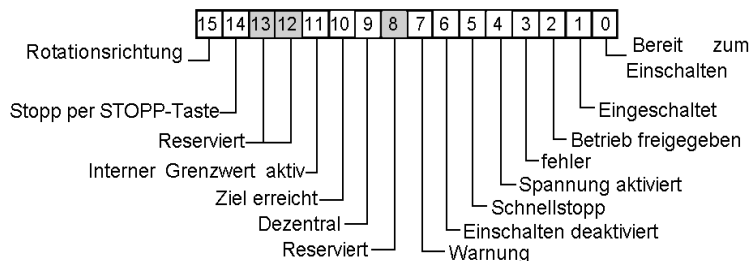 15 14 13 12 11 10 9 8 7 6 5 4 3 2 1 0
Rotationsrichtung
Bereit zum
Einschalten
Stopp per STOPP-Taste
Eingeschaltet
Reserviert
Betrieb freigegeben
fehler
Interner Grenzwert aktiv
Spannung aktiviert
Ziel erreicht
Schnellstopp
Dezentral
Einschalten deaktiviert
Reserviert
Warnung